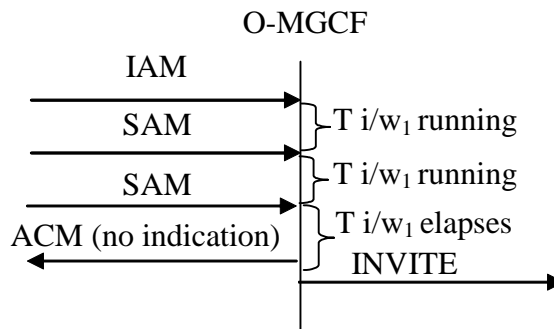 O-MGCF
IAM
T i/w₁ running
SAM
T i/w₁ running
SAM
T i/w₁ elapses
ACM (no indication)
INVITE